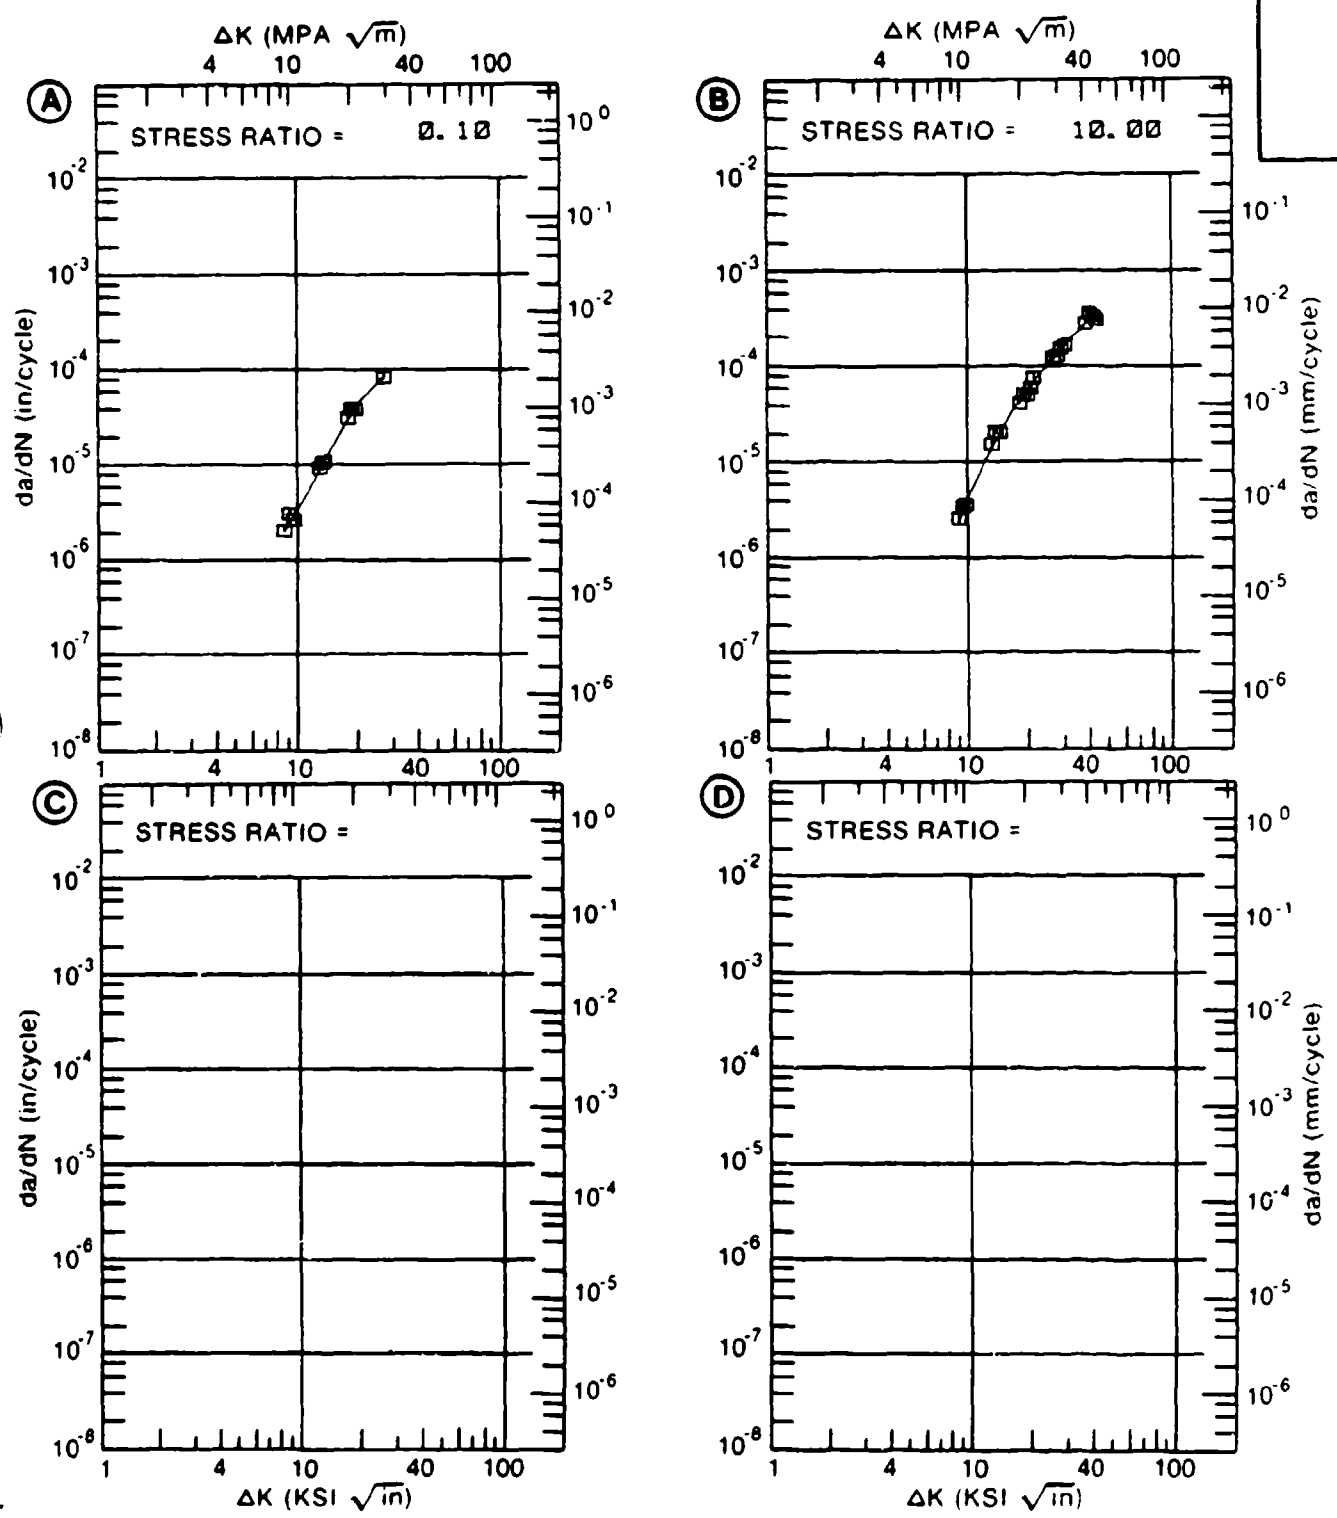 ΔK (MPA √m)
4 10 40 100
A
STRESS RATIO = 0.10
10⁰
10⁻¹
10⁻²
10⁻³
10⁻⁴
10⁻⁵
10⁻⁶
10⁻²
10⁻³
10⁻⁴
10⁻⁵
10⁻⁶
10⁻⁷
10⁻⁸
da/dN (in/cycle)
1 4 10 40 100
ΔK (MPA √m)
4 10 40 100
B
STRESS RATIO = 10.00
10⁻²
10⁻³
10⁻⁴
10⁻⁵
10⁻⁶
10⁻⁷
10⁻⁸
10⁻¹
10⁻²
10⁻³
10⁻⁴
10⁻⁵
10⁻⁶
da/dN (mm/cycle)
1 4 10 40 100
C
STRESS RATIO =
10⁻²
10⁻³
10⁻⁴
10⁻⁵
10⁻⁶
10⁻⁷
10⁻⁸
10⁰
10⁻¹
10⁻²
10⁻³
10⁻⁴
10⁻⁵
10⁻⁶
da/dN (in/cycle)
1 4 10 40 100
ΔK (KSI √in)
D
STRESS RATIO =
10⁻²
10⁻³
10⁻⁴
10⁻⁵
10⁻⁶
10⁻⁷
10⁻⁸
10⁰
10⁻¹
10⁻²
10⁻³
10⁻⁴
10⁻⁵
10⁻⁶
da/dN (mm/cycle)
1 4 10 40 100
ΔK (KSI √in)